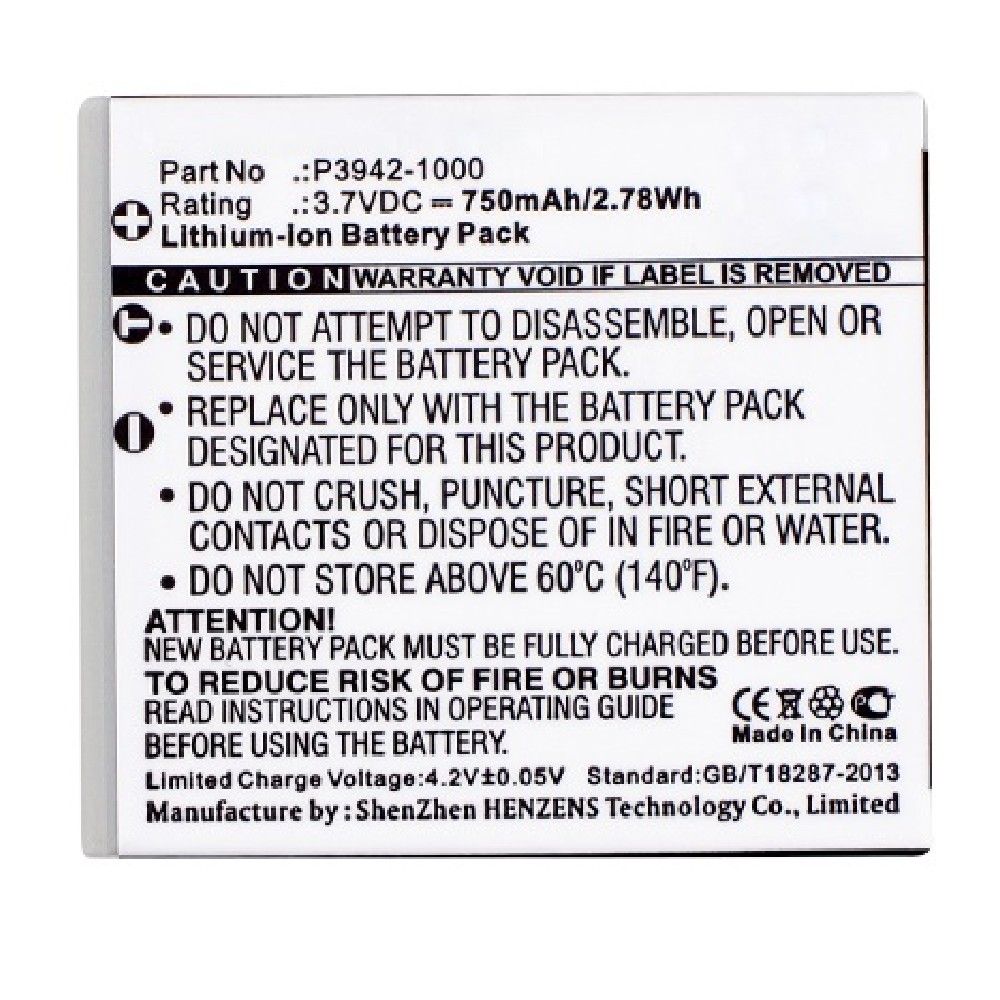 Part No .:P3942-1000
Rating .:3.7VDC ⎓ 750mAh/2.78Wh
Lithium-ion Battery Pack
CAUTION WARRANTY VOID IF LABEL IS REMOVED
• DO NOT ATTEMPT TO DISASSEMBLE, OPEN OR
SERVICE THE BATTERY PACK.
• REPLACE ONLY WITH THE BATTERY PACK
DESIGNATED FOR THIS PRODUCT.
• DO NOT CRUSH, PUNCTURE, SHORT EXTERNAL
CONTACTS OR DISPOSE OF IN FIRE OR WATER.
• DO NOT STORE ABOVE 60°C (140°F).
ATTENTION!
NEW BATTERY PACK MUST BE FULLY CHARGED BEFORE USE.
TO REDUCE RISK OF FIRE OR BURNS
READ INSTRUCTIONS IN OPERATING GUIDE
BEFORE USING THE BATTERY.
CE
Made In China
Limited Charge Voltage:4.2V±0.05V Standard:GB/T18287-2013
Manufacture by : ShenZhen HENZENS Technology Co., Limited